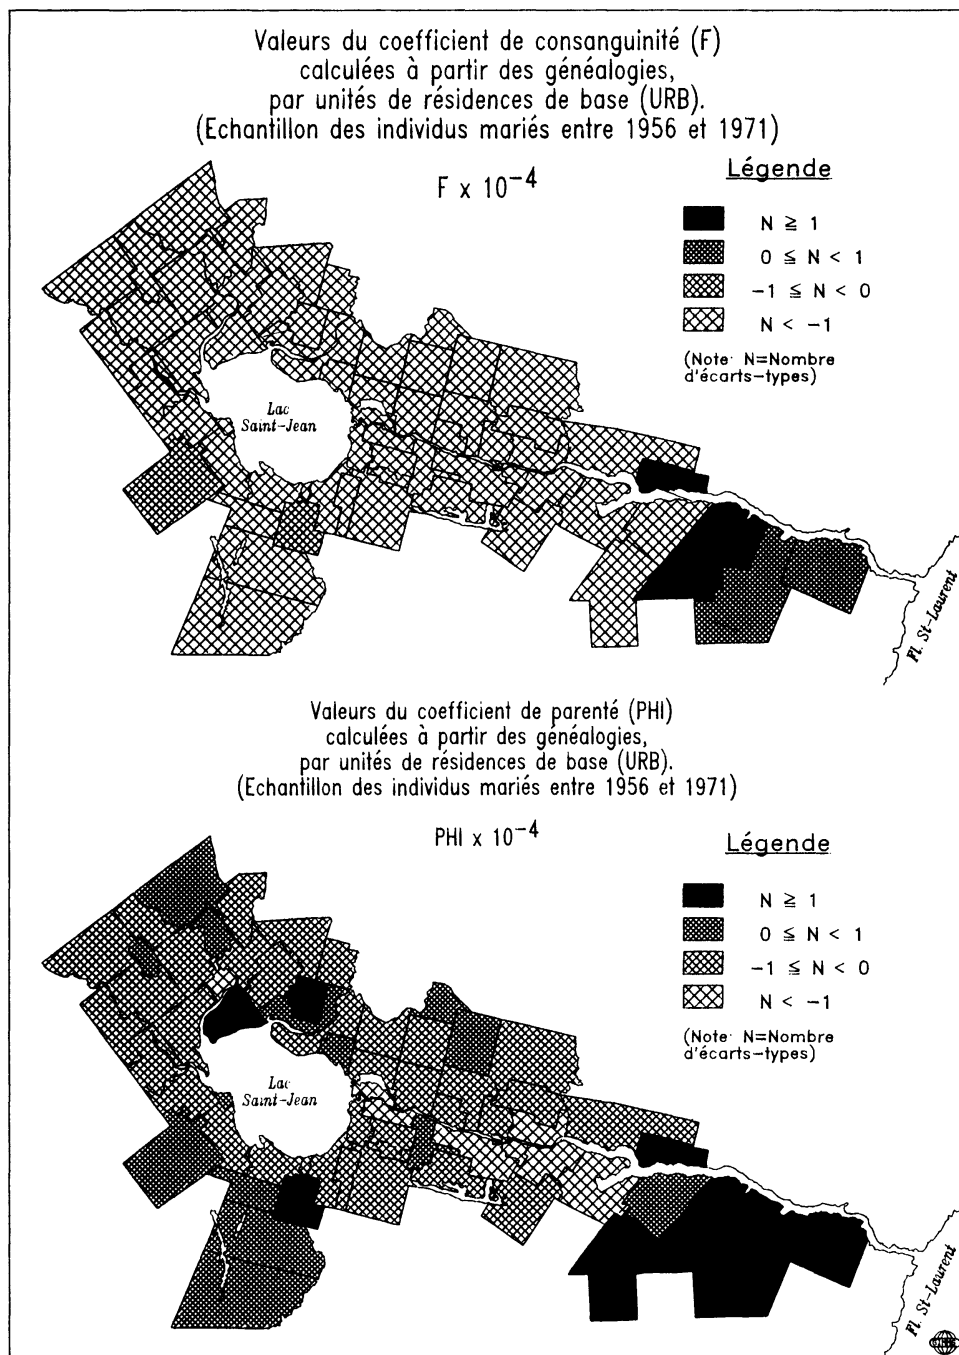 Valeurs du coefficient de consanguinité (F)
calculées à partir des généalogies,
par unités de résidences de base (URB).
(Echantillon des individus mariés entre 1956 et 1971)
F x 10⁻⁴
Légende
N ≧ 1
0 ≦ N < 1
-1 ≦ N < 0
N < -1
(Note: N=Nombre
d'écarts-types)
Lac
Saint-Jean
Fl. St-Laurent
Valeurs du coefficient de parenté (PHI)
calculées à partir des généalogies,
par unités de résidences de base (URB).
(Echantillon des individus mariés entre 1956 et 1971)
PHI x 10⁻⁴
Légende
N ≧ 1
0 ≦ N < 1
-1 ≦ N < 0
N < -1
(Note: N=Nombre
d'écarts-types)
Lac
Saint-Jean
Fl. St-Laurent